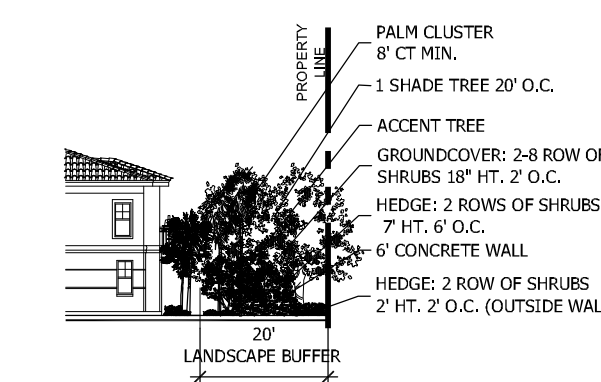 PROPERTY
LINE
PALM CLUSTER
8' CT MIN.
1 SHADE TREE 20' O.C.
ACCENT TREE
GROUNDCOVER: 2-8 ROW OF
SHRUBS 18" HT. 2' O.C.
HEDGE: 2 ROWS OF SHRUBS
7' HT. 6' O.C.
6' CONCRETE WALL
HEDGE: 2 ROW OF SHRUBS
2' HT. 2' O.C. (OUTSIDE WAL
20'
LANDSCAPE BUFFER